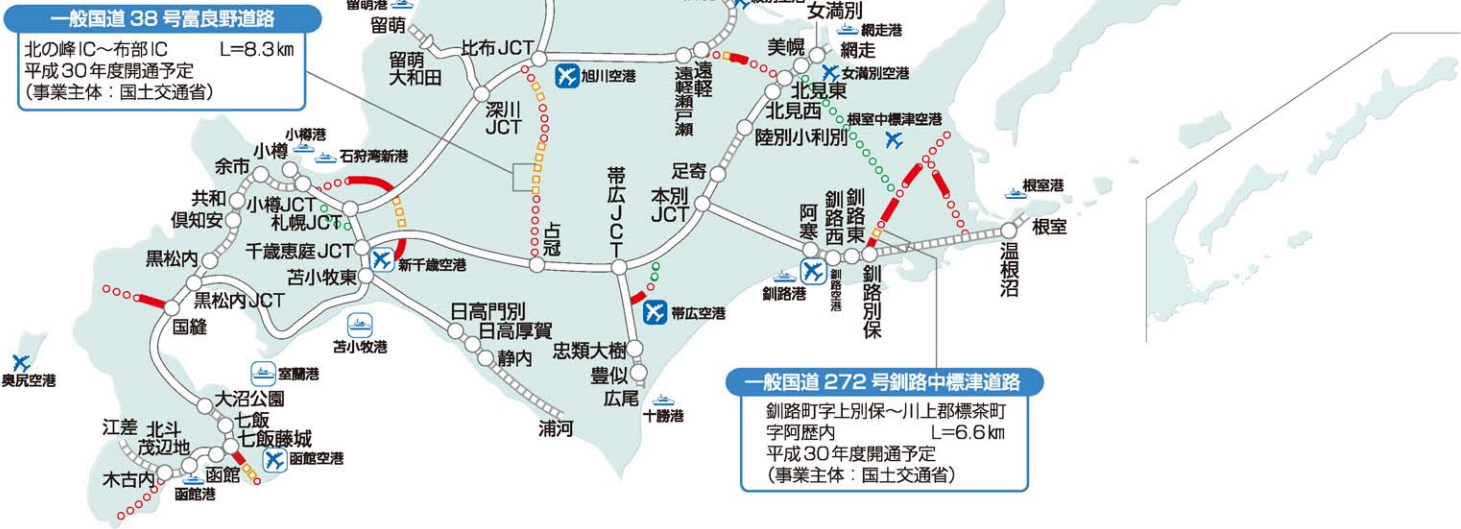 一般国道 38 号富良野道路
北の峰IC〜布部IC L=8.3km
平成30年度開通予定
（事業主体：国土交通省）
留萌港
留萌
留萌
大和田
比布JCT
旭川空港
深川
JCT
女満別
網走港
美幌
網走
女満別空港
遠軽
遠軽瀬戸瀬
北見東
北見西
根室中標津空港
陸別小利別
足寄
本別
JCT
小樽港
小樽
石狩湾新港
余市
共和
小樽JCT
倶知安
札幌JCT
千歳恵庭JCT
新千歳空港
黒松内
苫小牧東
黒松内JCT
国縫
占冠
帯広JCT
帯広空港
阿寒
釧路西
釧路東
釧路港
釧路空港
釧路別保
根室港
根室
温根沼
日高門別
日高厚賀
静内
苫小牧港
忠類大樹
豊似
広尾
十勝港
浦河
奥尻空港
室蘭港
大沼公園
七飯
七飯藤城
函館空港
江差
北斗
茂辺地
木古内
函館
函館港
一般国道 272 号釧路中標津道路
釧路町字上別保〜川上郡標茶町
字阿歴内 L=6.6km
平成30年度開通予定
（事業主体：国土交通省）